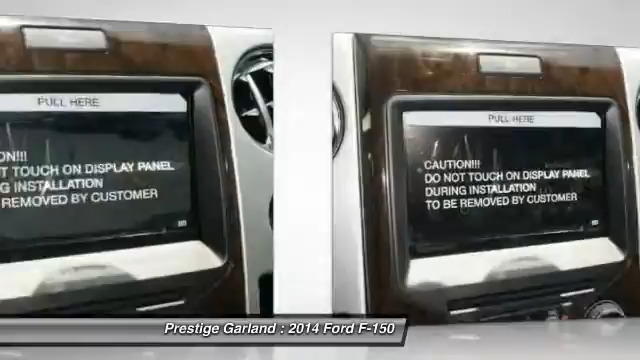 PULL HERE
ON!!!
T TOUCH ON DISPLAY PANEL
G INSTALLATION
REMOVED BY CUSTOMER
PULL HERE
CAUTION!!!
DO NOT TOUCH ON DISPLAY PANEL
DURING INSTALLATION
TO BE REMOVED BY CUSTOMER
Prestige Garland : 2014 Ford F-150